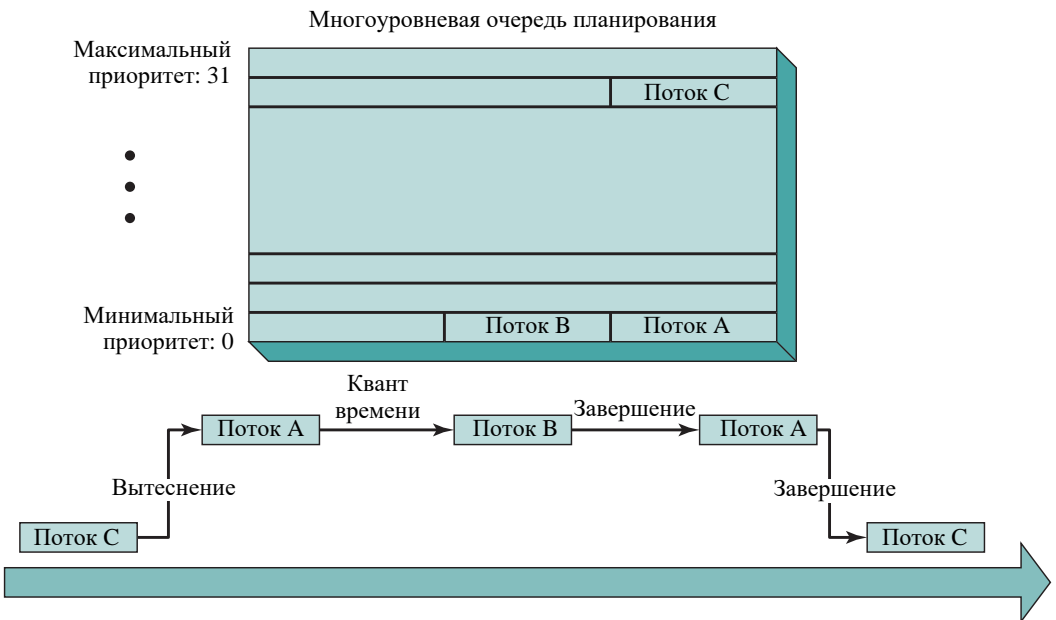 Многоуровневая очередь планирования
Максимальный
приоритет: 31
Поток C
Минимальный
приоритет: 0
Поток B
Поток A
Квант
времени
Завершение
Поток A
Поток B
Поток A
Вытеснение
Завершение
Поток C
Поток C